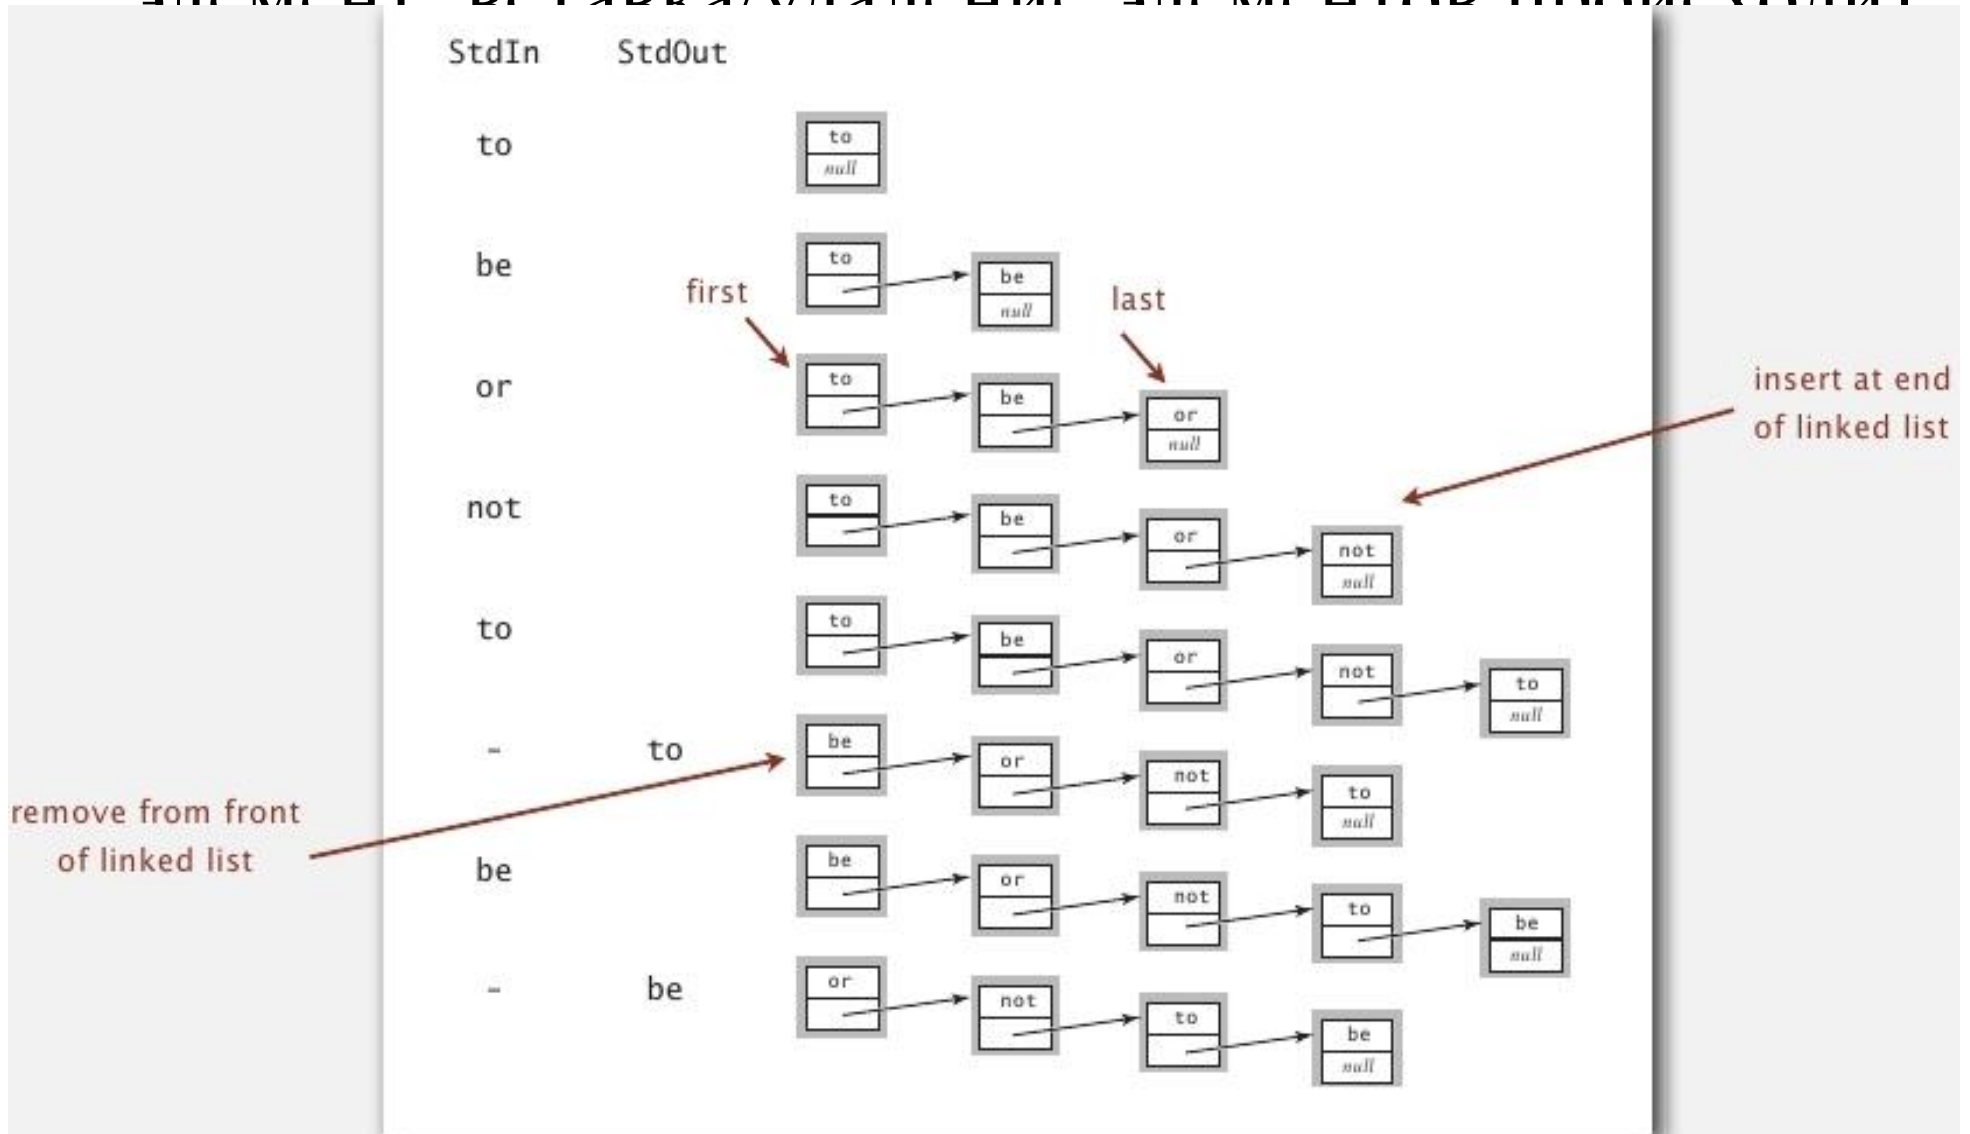 StdIn StdOut
to
to
null
be
to
be
null
first
last
or
to
be
or
null
insert at end
of linked list
not
to
be
or
not
null
to
to
be
or
not
to
null
- to
be
or
not
to
null
remove from front
of linked list
be
be
or
not
to
be
null
- be
or
not
to
be
null